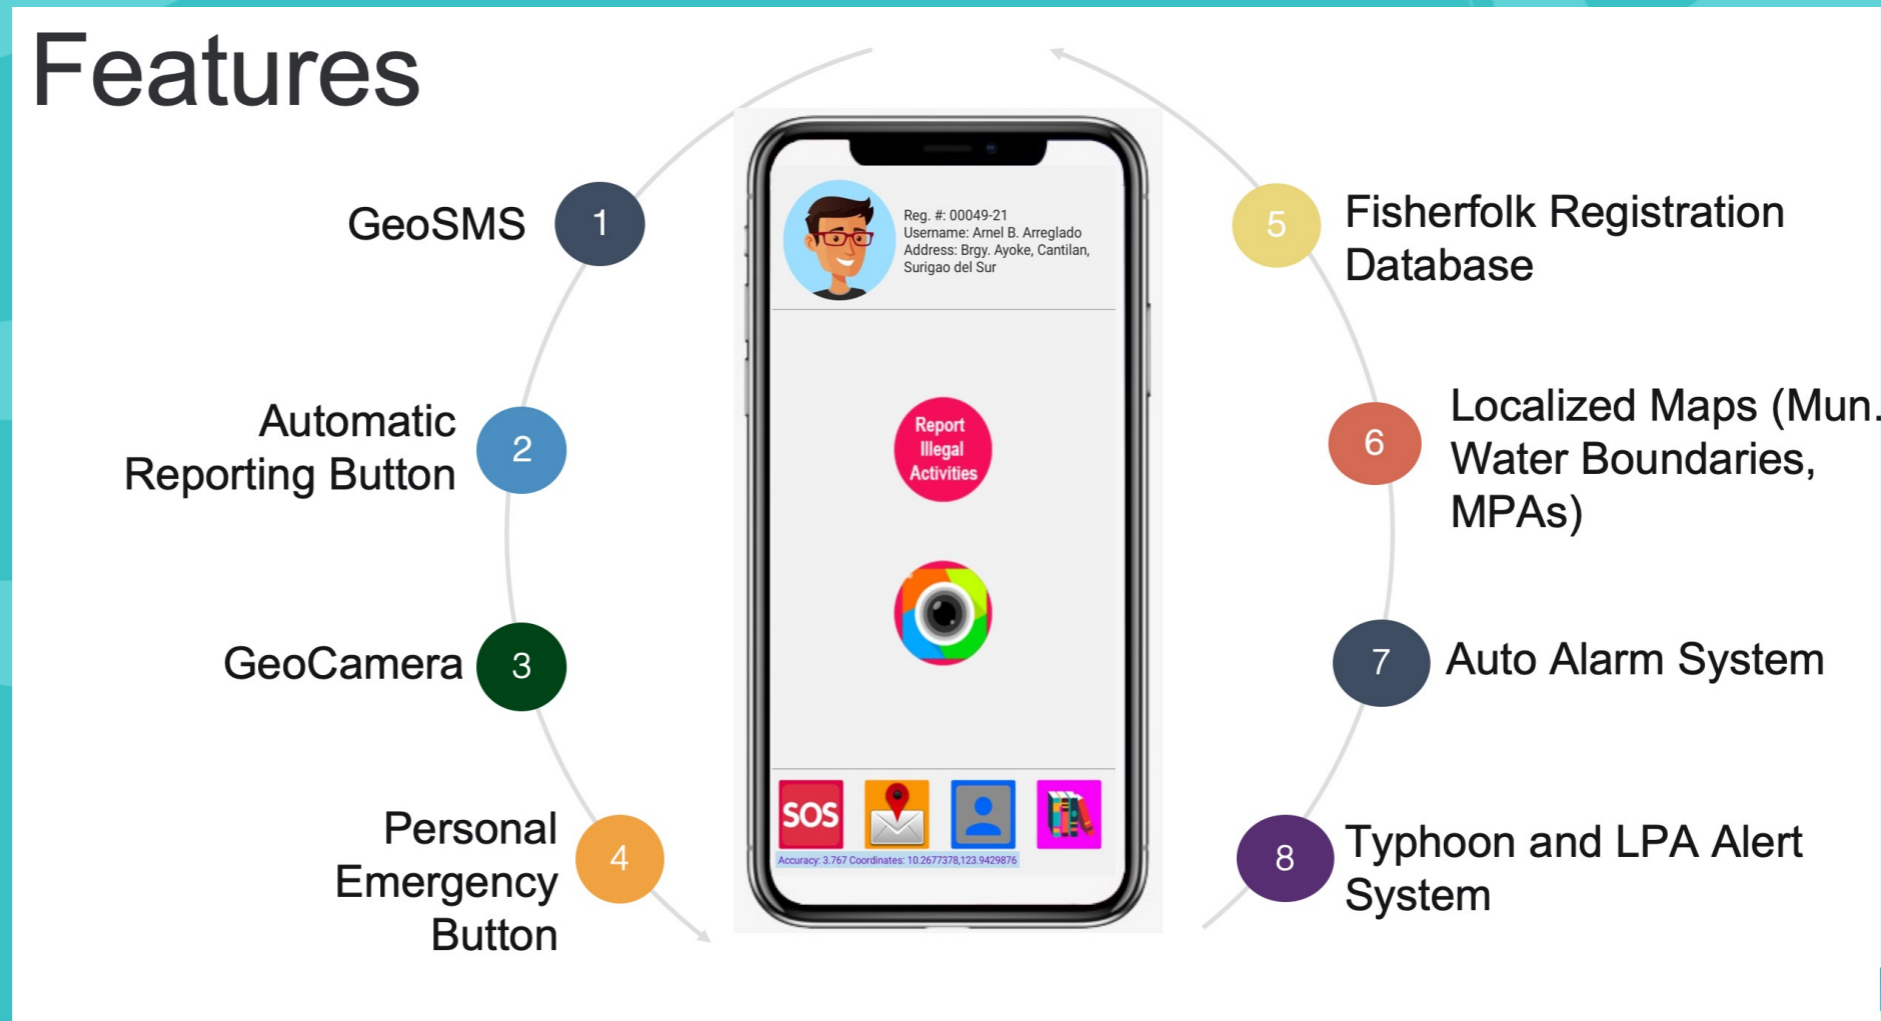 Features
GeoSMS
1
Automatic
Reporting Button
2
GeoCamera
3
Personal
Emergency
Button
4
Reg. #: 00049-21
Username: Arnel B. Arreglado
Address: Brgy. Ayoke, Cantilan,
Surigao del Sur
Report
Illegal
Activities
SOS
Accuracy: 3.767 Coordinates: 10.2677378,123.9429876
5
Fisherfolk Registration
Database
6
Localized Maps (Mun.
Water Boundaries,
MPAs)
7
Auto Alarm System
8
Typhoon and LPA Alert
System